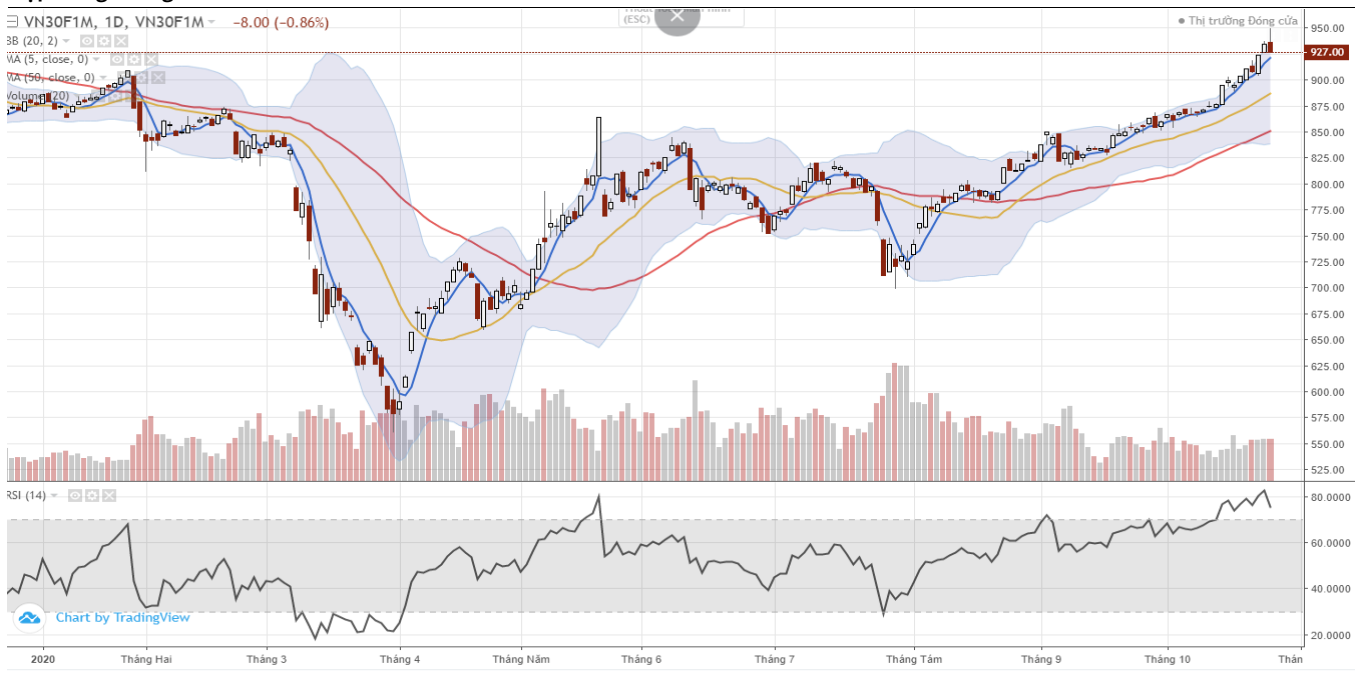 VN30F1M, 1D, VN30F1M −8.00 (−0.86%)
(ESC)
Thị trường Đóng cửa
BB (20, 2)
MA (5, close, 0)
MA (50, close, 0)
Volume (20)
950.00
927.00
900.00
875.00
850.00
825.00
800.00
775.00
750.00
725.00
700.00
675.00
650.00
625.00
600.00
575.00
550.00
525.00
RSI (14)
80.0000
60.0000
40.0000
20.0000
Chart by TradingView
2020 Tháng Hai Tháng 3 Tháng 4 Tháng Năm Tháng 6 Tháng 7 Tháng Tám Tháng 9 Tháng 10 Thán